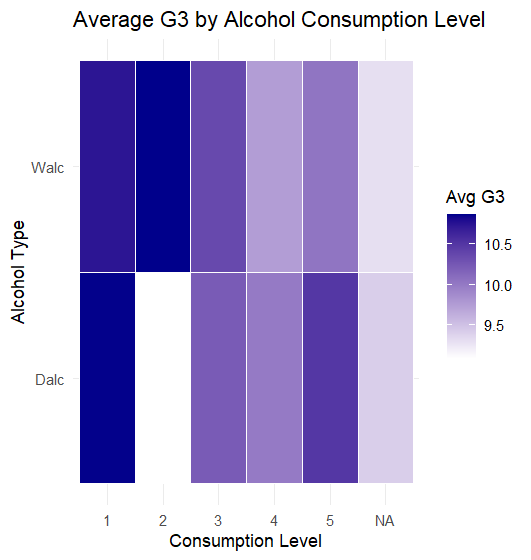 Average G3 by Alcohol Consumption Level
Walc
Dalc
Alcohol Type
1 2 3 4 5 NA
Consumption Level
Avg G3
10.5
10.0
9.5